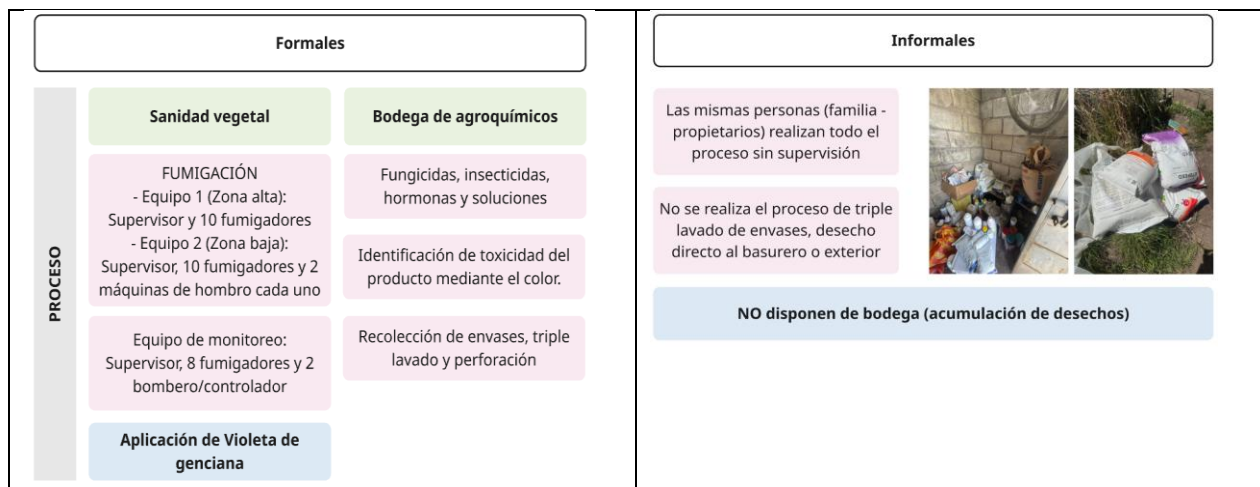 Formales
PROCESO
Sanidad vegetal
FUMIGACIÓN
- Equipo 1 (Zona alta):
Supervisor y 10 fumigadores
- Equipo 2 (Zona baja):
Supervisor, 10 fumigadores y 2
máquinas de hombro cada uno
Equipo de monitoreo:
Supervisor, 8 fumigadores y 2
bombero/controlador
Aplicación de Violeta de
genciana
Bodega de agroquímicos
Fungicidas, insecticidas,
hormonas y soluciones
Identificación de toxicidad del
producto mediante el color.
Recolección de envases, triple
lavado y perforación
Informales
Las mismas personas (familia -
propietarios) realizan todo el
proceso sin supervisión
No se realiza el proceso de triple
lavado de envases, desecho
directo al basurero o exterior
NO disponen de bodega (acumulación de desechos)